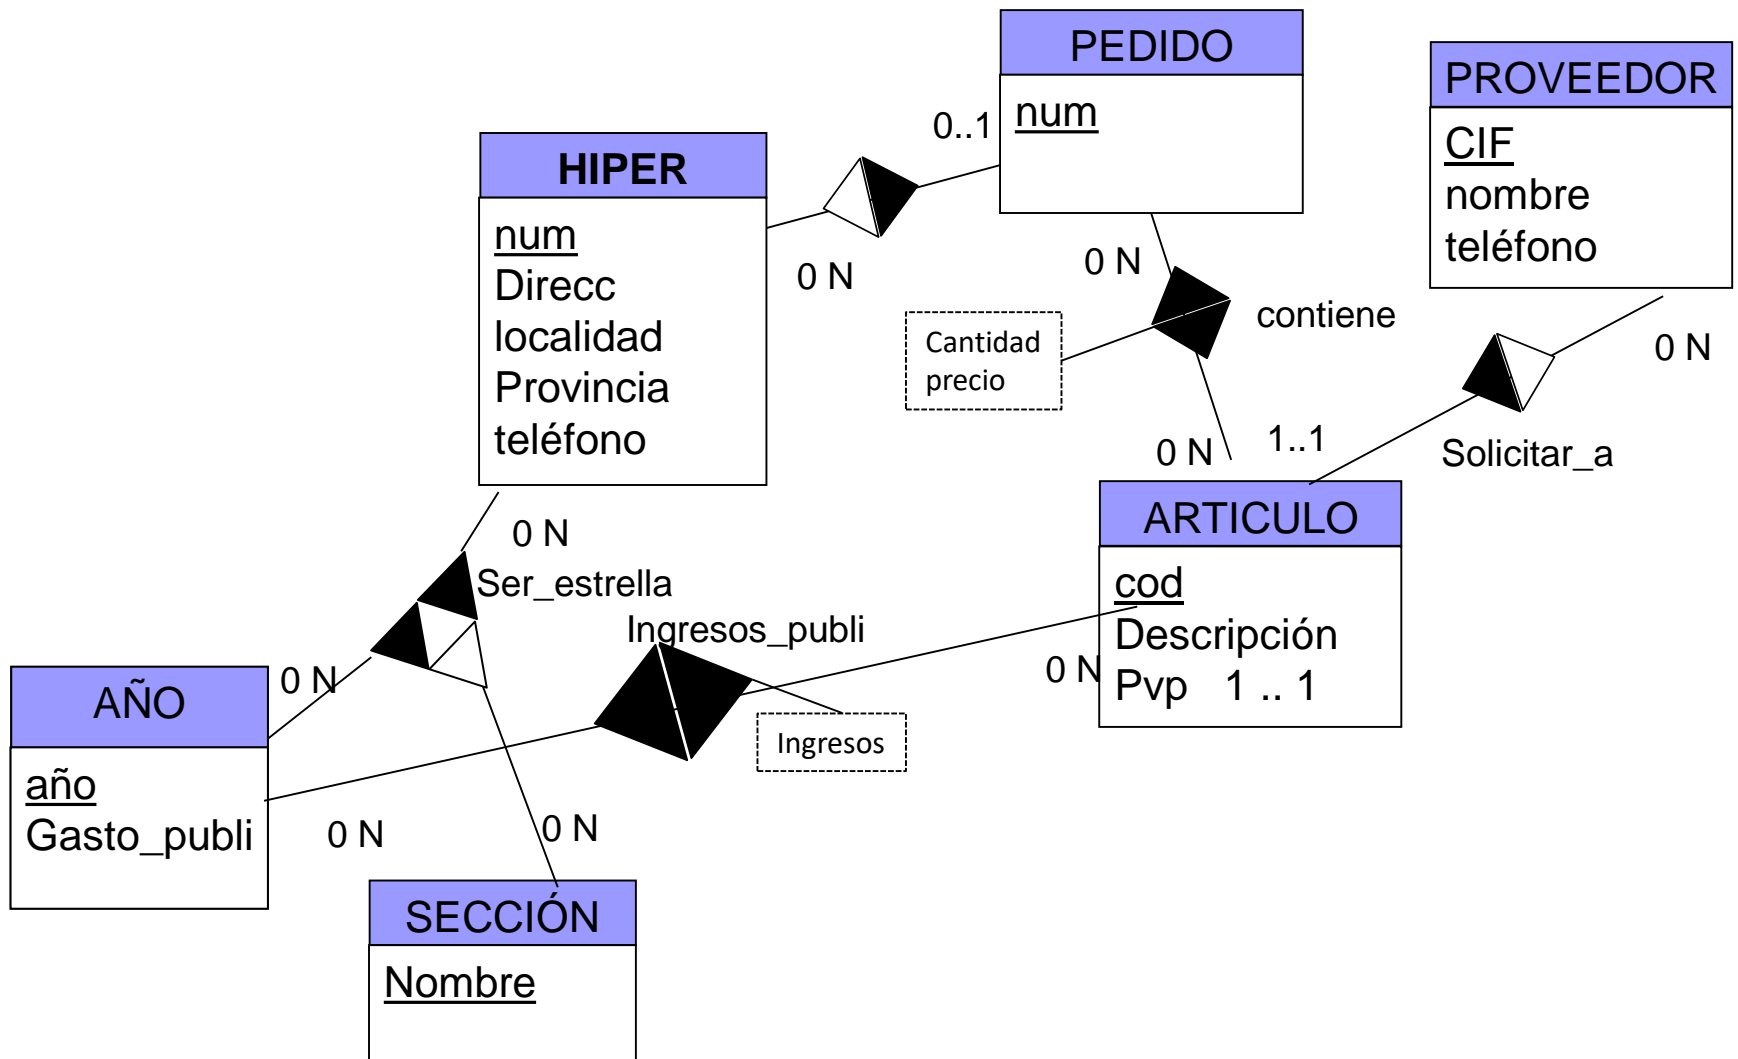 PEDIDO
num
PROVEEDOR
CIF
nombre
teléfono
0..1
HIPER
num
Direcc
localidad
Provincia
teléfono
0 N
0 N
contiene
Cantidad
precio
0 N
0 N
1..1
Solicitar_a
ARTICULO
cod
Descripción
Pvp 1 .. 1
0 N
Ser_estrella
Ingresos_publi
0 N
0 N
Ingresos
AÑO
año
Gasto_publi
0 N
0 N
SECCIÓN
Nombre